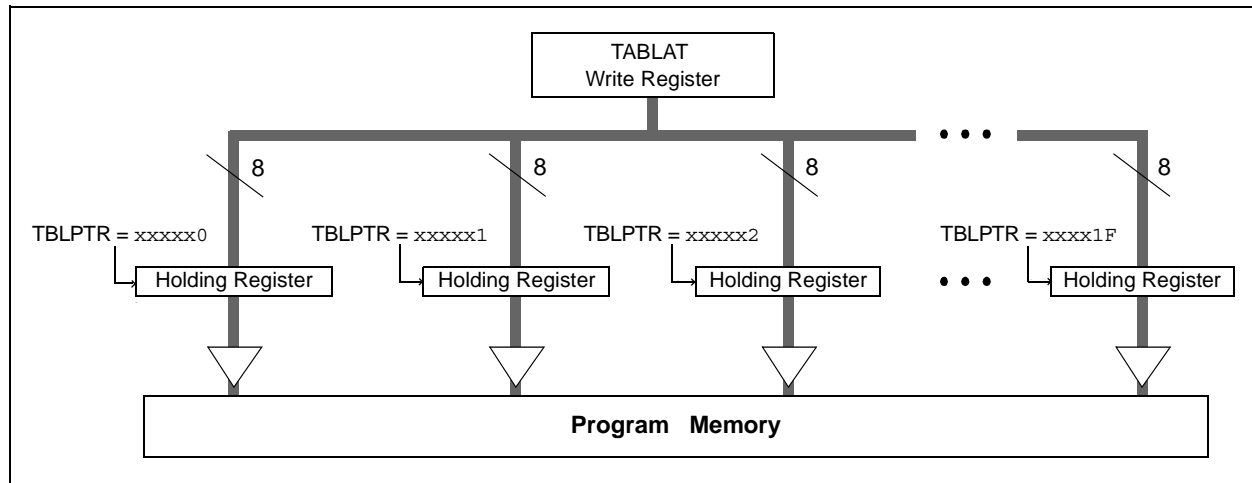 TABLAT
Write Register
8 8 8 8
TBLPTR = xxxxx0 TBLPTR = xxxxx1 TBLPTR = xxxxx2 TBLPTR = xxxx1F
Holding Register Holding Register Holding Register Holding Register
Program Memory